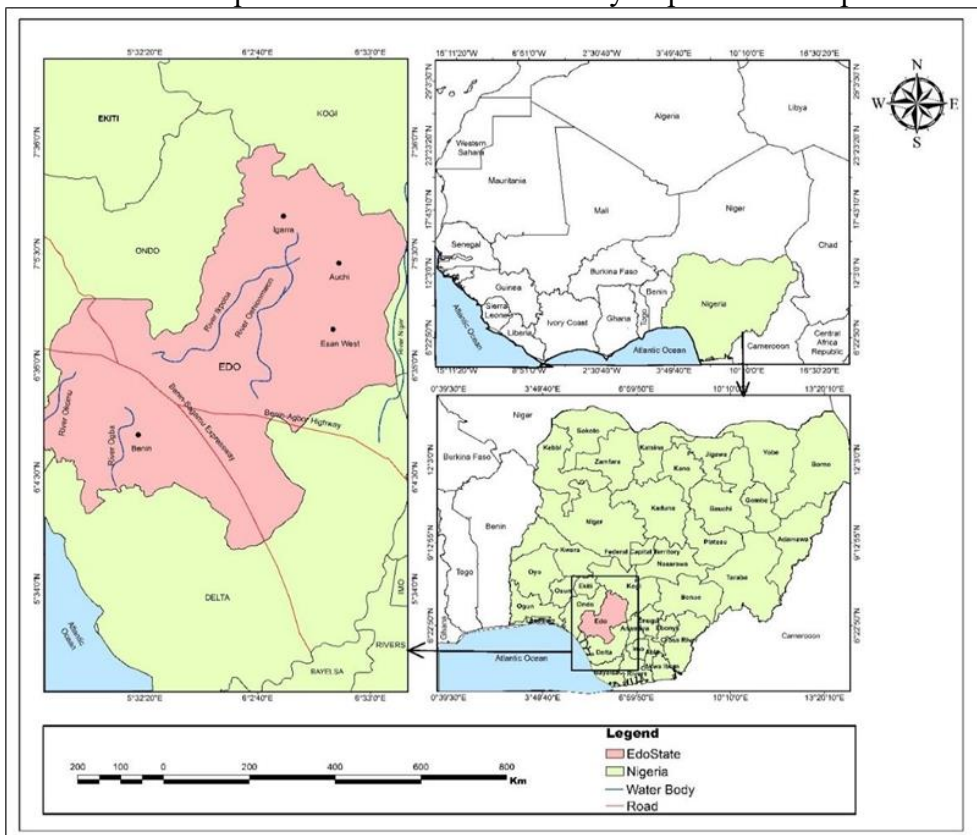 5°32'20"E 6°2'40"E 6°33'0"E
EKITI
KOGI
ONDO
Igarra
Auchi
Esan West
EDO
River Niger
River Ogba
Benin
Benin-Agbor Highway
DELTA
Atlantic Ocean
IMO
RIVERS
BAYELSA
7°5'30"N
6°35'0"N
6°4'30"N
5°34'0"N
5°32'20"E 6°2'40"E 6°33'0"E
15°11'20"W 6°51'0"W 2°30'40"W 3°49'40"E 10°10'0"E 16°30'20"E
N
W E
S
Western Sahara
Algeria
Libya
Mauritania
Mali
Niger
Chad
Senegal
Guinea
Sierra Leone
Liberia
Ivory Coast
Burkina Faso
Ghana
Togo
Benin
Nigeria
Cameroon
Central Africa Republic
Atlantic Ocean
Atlantic Ocean
0°39'30"E 3°49'40"E 6°59'50"E 10°10'0"E 13°20'10"E
Niger
Burkina Faso
Benin
Togo
Ghana
Sokoto
Kebbi
Zamfara
Katsina
Kano
Jigawa
Yobe
Borno
Niger
Kaduna
Bauchi
Gombe
Adamawa
Plateau
Kwara
Federal Capital Territory
Nasarawa
Taraba
Oyo
Osun
Ekiti
Kogi
Benue
Ogun
Ondo
Edo
Delta
Cameroon
Atlantic Ocean
0°39'30"E 3°49'40"E 6°59'50"E 10°10'0"E 13°20'10"E
Legend
EdoState
Nigeria
Water Body
Road
200 100 0 200 400 600 800
Km